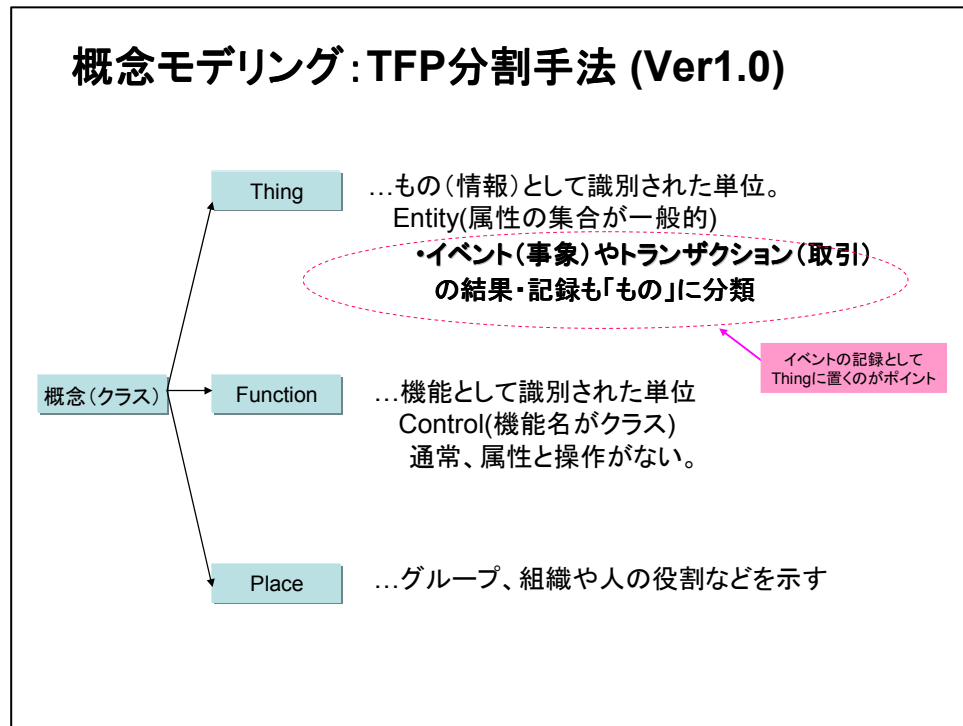 概念モデリング：TFP分割手法 (Ver1.0)
Thing
…もの（情報）として識別された単位。
Entity(属性の集合が一般的)
・イベント（事象）やトランザクション（取引）
の結果・記録も「もの」に分類
イベントの記録として
Thingに置くのがポイント
概念（クラス）
Function
…機能として識別された単位
Control(機能名がクラス)
通常、属性と操作がない。
Place
…グループ、組織や人の役割などを示す